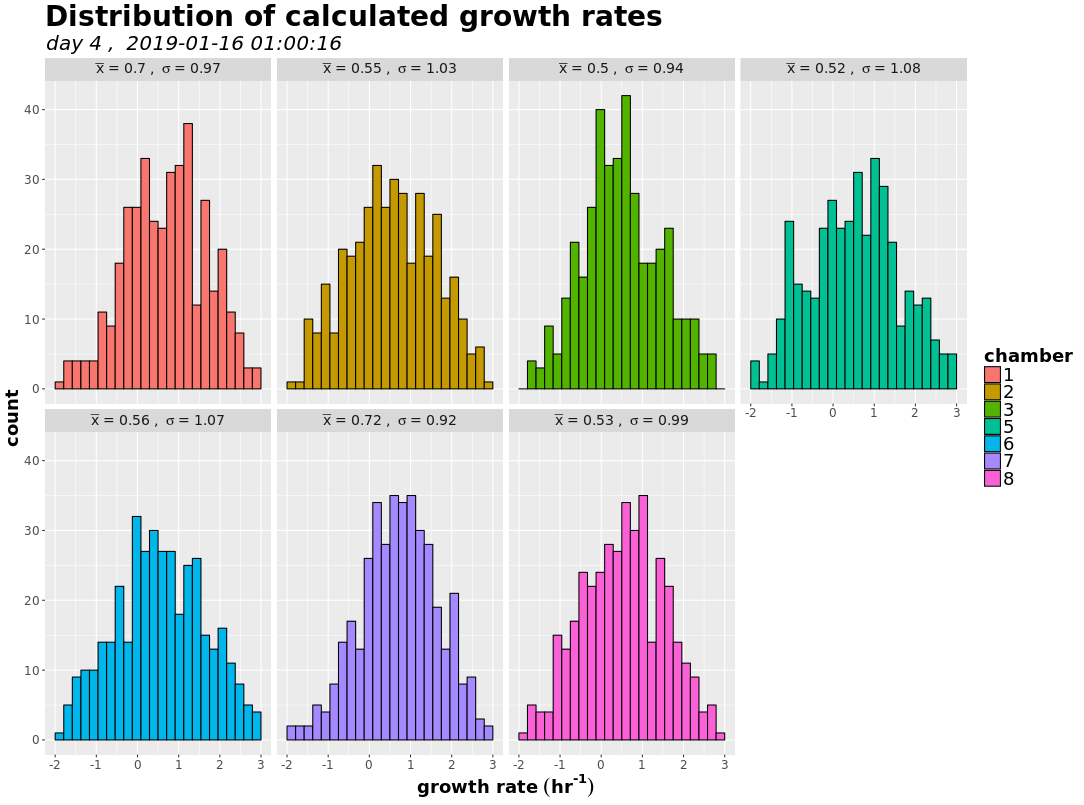 Distribution of calculated growth rates
day 4 ,  2019-01-16 01:00:16
x̅ = 0.7 ,  σ = 0.97
x̅ = 0.55 ,  σ = 1.03
x̅ = 0.5 ,  σ = 0.94
x̅ = 0.52 ,  σ = 1.08
40
30
20
10
0
-2 -1 0 1 2 3
x̅ = 0.56 ,  σ = 1.07
x̅ = 0.72 ,  σ = 0.92
x̅ = 0.53 ,  σ = 0.99
40
30
20
10
0
-2 -1 0 1 2 3
-2 -1 0 1 2 3
-2 -1 0 1 2 3
count
growth rate (hr⁻¹)
chamber
1
2
3
5
6
7
8